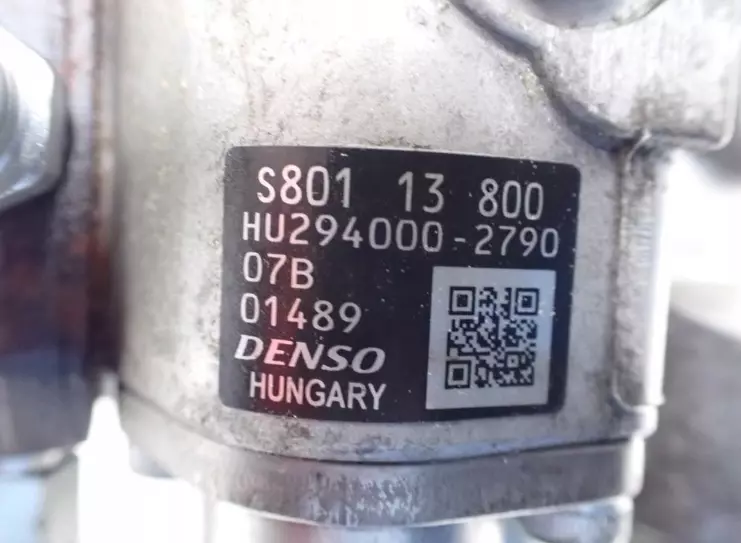 S801 13 800
HU294000-2790
07B
01489
DENSO
HUNGARY